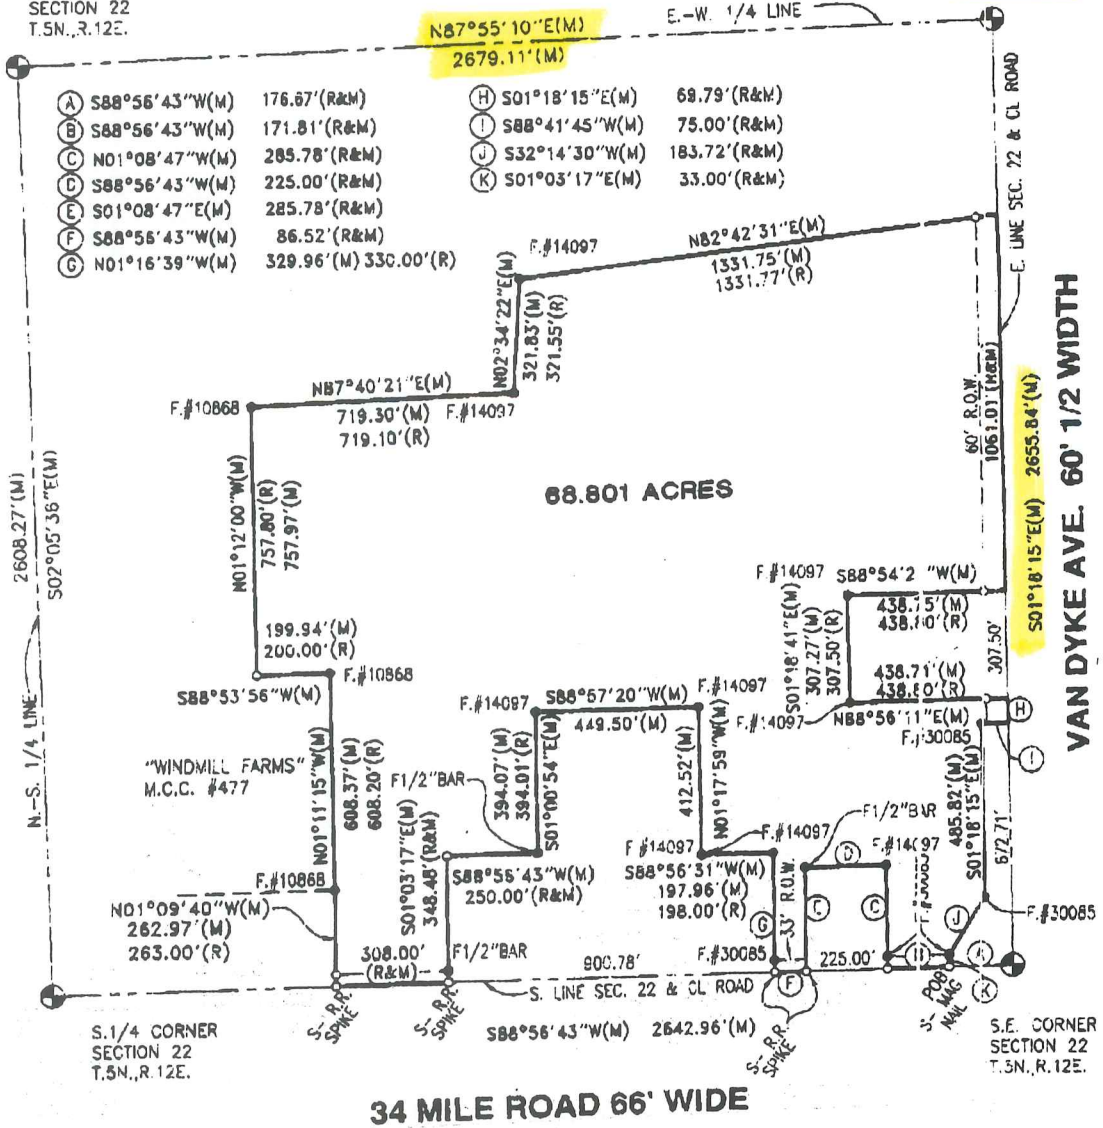 SECTION 22
T.5N.,R.12E.
N87°55'10"E(M)
2679.11'(M)
E.-W. 1/4 LINE
(A) S88°56'43"W(M) 176.67'(R&M)
(B) S88°56'43"W(M) 171.81'(R&M)
(C) N01°08'47"W(M) 285.78'(R&M)
(D) S88°56'43"W(M) 225.00'(R&M)
(E) S01°08'47"E(M) 285.78'(R&M)
(F) S88°56'43"W(M) 86.52'(R&M)
(G) N01°16'39"W(M) 329.96'(M) 330.00'(R)
(H) S01°18'15"E(M) 69.79'(R&M)
(I) S88°41'45"W(M) 75.00'(R&M)
(J) S32°14'30"W(M) 183.72'(R&M)
(K) S01°03'17"E(M) 33.00'(R&M)
E. LINE SEC. 22 & CL ROAD
F.#14097
N82°42'31"E(M)
1331.75'(M)
1331.77'(R)
N02°34'22"E(M)
321.83'(M)
321.55'(R)
N87°40'21"E(M)
F.#10868
719.30'(M)
F.#14097
719.10'(R)
60' R.O.W.
1061.01'(R&M)
S01°18'15"E(M) 2655.84'(M)
VAN DYKE AVE. 60' 1/2 WIDTH
2608.27'(M)
S02°05'36"E(M)
N.-S. 1/4 LINE
N01°12'00"W(M)
757.80'(R)
757.97'(M)
68.801 ACRES
F.#14097
S88°54'2 "W(M)
438.75'(M)
438.80'(R)
S01°18'41"E(M)
307.27'(M)
307.50'(R)
307.50'
438.71'(M)
438.80'(R)
F.#14097
N88°56'11"E(M)
(H)
F.#30085
(I)
199.94'(M)
200.00'(R)
F.#10868
S88°53'56"W(M)
F.#14097
S88°57'20"W(M)
F.#14097
449.50'(M)
"WINDMILL FARMS"
M.C.C. #477
N01°11'15"W(M)
608.37'(M)
608.20'(R)
F1/2"BAR
394.07'(M)
394.01'(R)
S01°00'54"E(M)
412.52'(M)
N01°17'59"W(M)
485.82'(M)
S01°18'15"E(M)
672.71'
F1/2"BAR
S01°03'17"E(M)
348.48'(R&M)
F.#14097
F.#14097
(D)
F.#14097
S88°56'43"W(M)
250.00'(R&M)
S88°56'31"W(M)
197.96'(M)
198.00'(R)
33' R.O.W.
(G)
(E)
(C)
F.#30085
(J)
F.#30085
F.#10868
N01°09'40"W(M)
262.97'(M)
263.00'(R)
308.00'
(R&M)
F1/2"BAR
900.78'
F.#30085
(F)
225.00'
(B)
(A)
(K)
S. LINE SEC. 22 & CL ROAD
S- R.R.
SPIKE
S- R.R.
SPIKE
S- R.R.
SPIKE
POB
S- MAG
NAIL
S88°56'43"W(M) 2642.96'(M)
S.1/4 CORNER
SECTION 22
T.5N.,R.12E.
S.E. CORNER
SECTION 22
T.5N.,R.12E.
34 MILE ROAD 66' WIDE